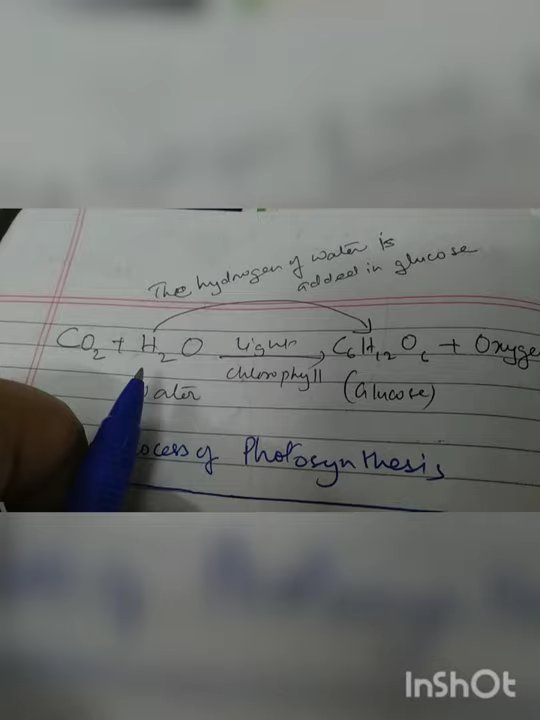 The hydrogen of water is
added in glucose
CO2 + H2O Light C6H12O6 + Oxyge
chlorophyll
ater (Glucose)
ocess of Photosynthesis
InShOt